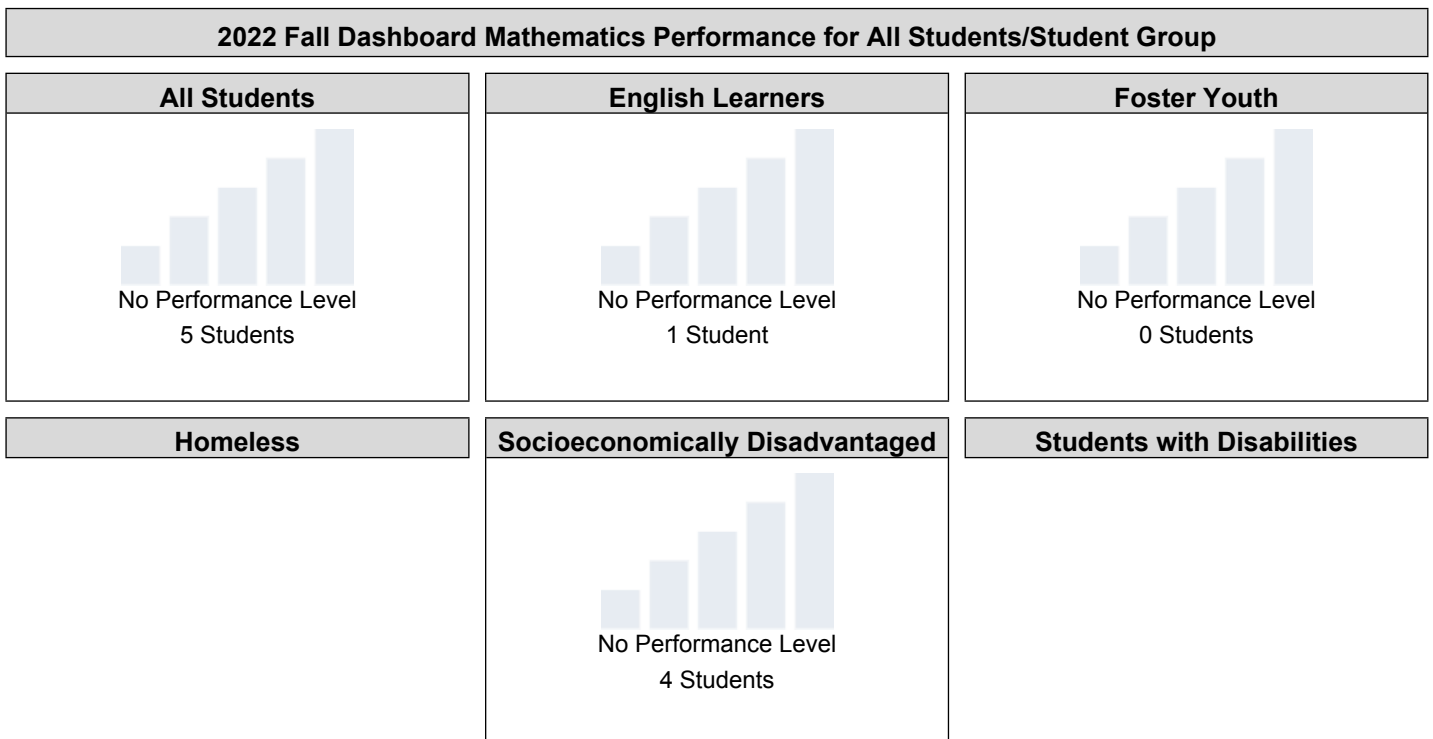 2022 Fall Dashboard Mathematics Performance for All Students/Student Group
All Students
No Performance Level
5 Students
English Learners
No Performance Level
1 Student
Foster Youth
No Performance Level
0 Students
Homeless
Socioeconomically Disadvantaged
No Performance Level
4 Students
Students with Disabilities